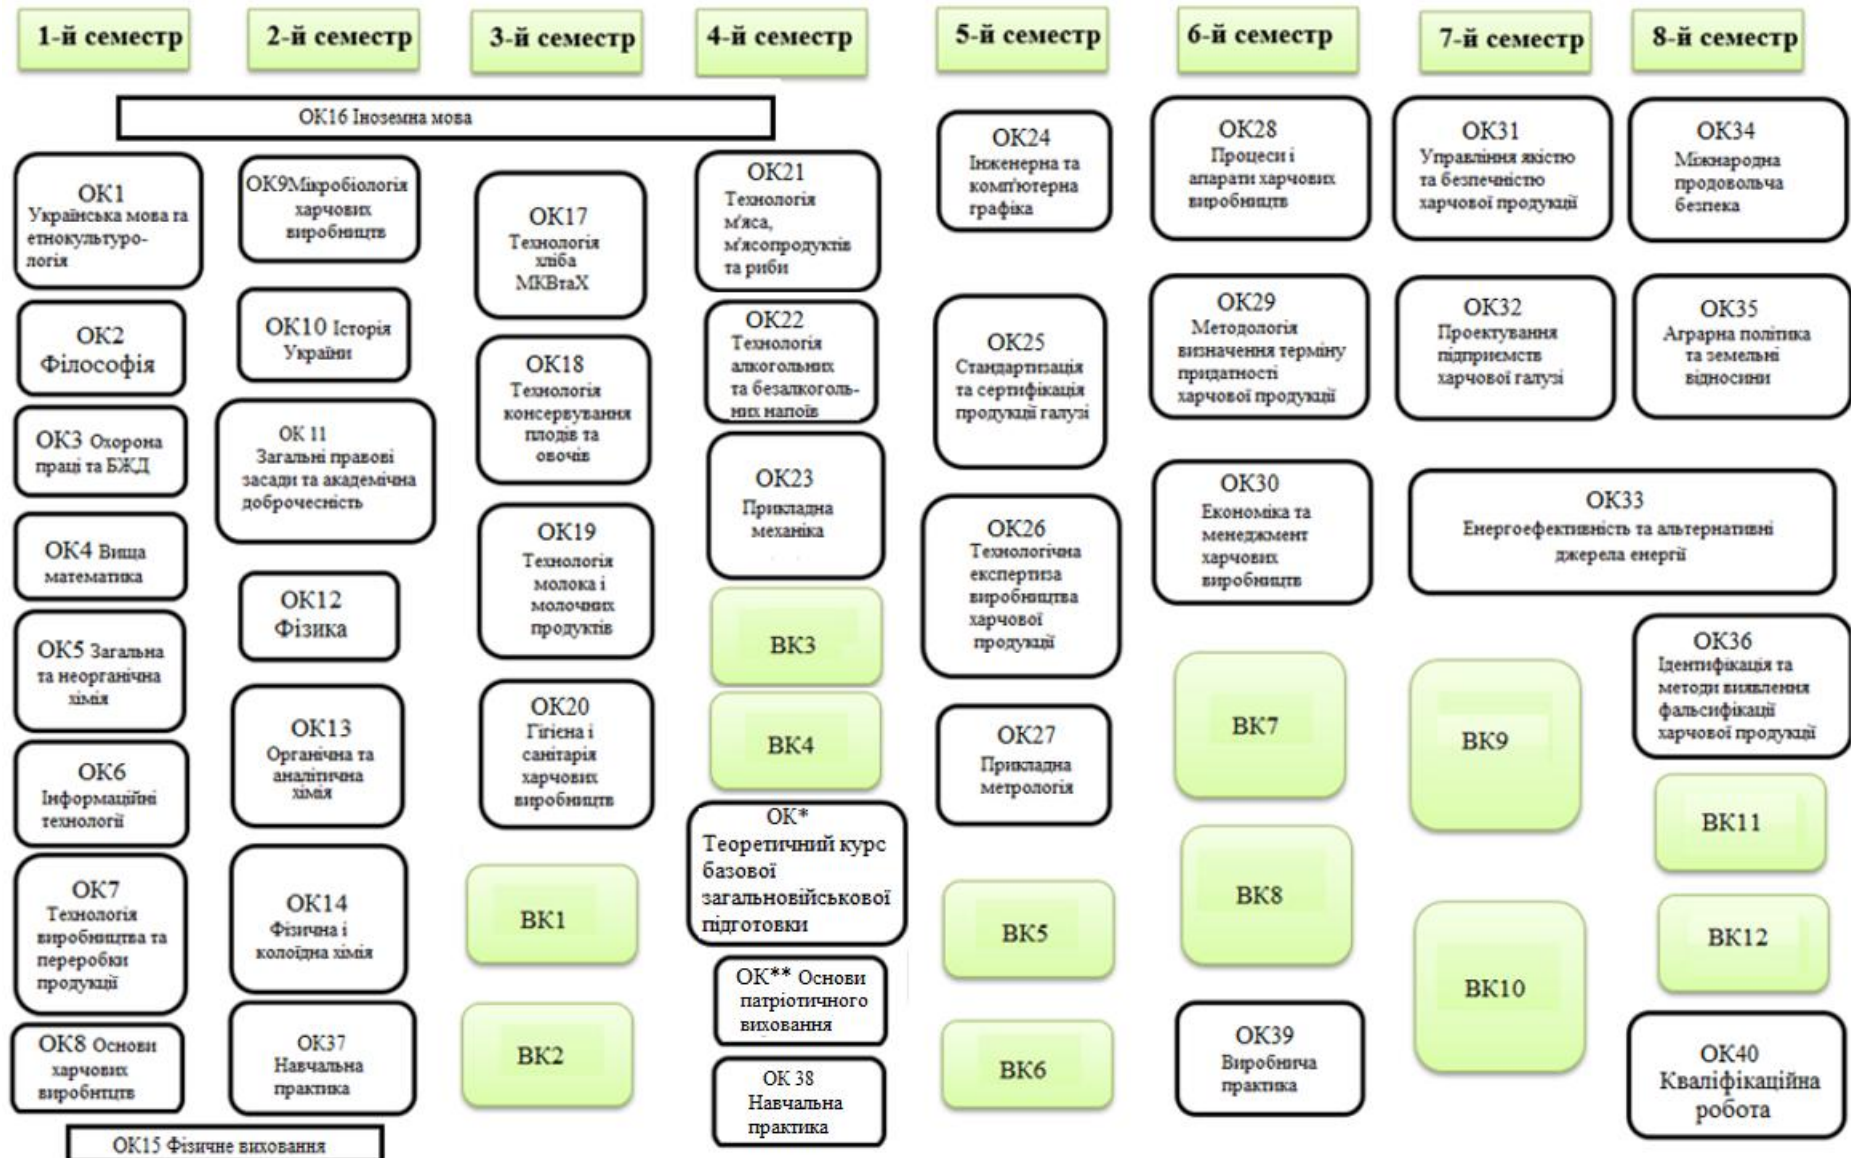 1-й семестр
2-й семестр
3-й семестр
4-й семестр
5-й семестр
6-й семестр
7-й семестр
8-й семестр
ОК16 Іноземна мова
ОК1
Українська мова та
етнокультуро-
логія
ОК2
Філософія
ОК3 Охорона
праці та БЖД
ОК4 Вища
математика
ОК5 Загальна
та неорганічна
хімія
ОК6
Інформаційні
технології
ОК7
Технологія
виробництва та
переробки
продукції
ОК8 Основи
харчових
виробнтцтв
ОК15 Фізичне виховання
ОК9Мікробіологія
харчових
виробництв
ОК10 Історія
України
ОК 11
Загальні правові
засади та академічна
доброчесність
ОК12
Фізика
ОК13
Органічна та
аналітична
хімія
ОК14
Фізична і
колоїдна хімія
ОК37
Навчальна
практика
ОК17
Технологія
хліба
МКВтаХ
ОК18
Технологія
консервування
плодів та
овочів
ОК19
Технологія
молока і
молочних
продуктів
ОК20
Гігієна і
санітарія
харчових
виробництв
ВК1
ВК2
ОК21
Технологія
м'яса,
м'ясопродуктів
та риби
ОК22
Технологія
алкогольних
та безалкоголь-
них напоїв
ОК23
Прикладна
механіка
ВК3
ВК4
ОК*
Теоретичний курс
базової
загальновійськової
підготовки
ОК** Основи
патріотичного
виховання
ОК 38
Навчальна
практика
ОК24
Інженерна та
комп'ютерна
графіка
ОК25
Стандартизація
та сертифікація
продукції галузі
ОК26
Технологічна
експертиза
виробництва
харчової
продукції
ОК27
Прикладна
метрологія
ВК5
ВК6
ОК28
Процеси і
апарати харчових
виробництв
ОК29
Методологія
визначення терміну
придатності
харчової продукції
ОК30
Економіка та
менеджмент
харчових
виробництв
ВК7
ВК8
ОК39
Виробнича
практика
ОК31
Управління якістю
та безпечністю
харчової продукції
ОК32
Проектування
підприємств
харчової галузі
ОК33
Енергоефективність та альтернативні
джерела енергії
ВК9
ВК10
ОК34
Міжнародна
продовольча
безпека
ОК35
Аграрна політика
та земельні
відносини
ОК36
Ідентифікація та
методи виявлення
фальсифікації
харчової продукції
ВК11
ВК12
ОК40
Кваліфікаційна
робота